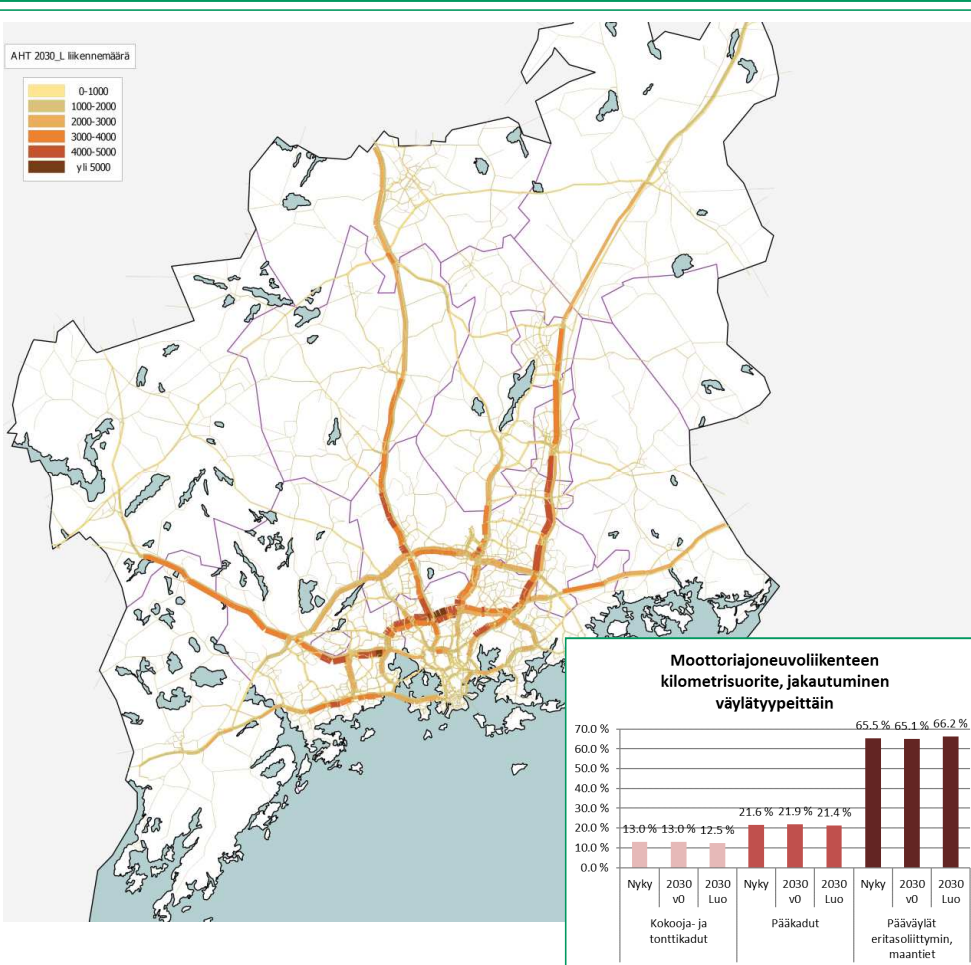 AHT 2030_L liikennemäärä
0-1000
1000-2000
2000-3000
3000-4000
4000-5000
yli 5000
Moottoriajoneuvoliikenteen
kilometrisuorite, jakautuminen
väylätyypeittäin
70.0 %
60.0 %
50.0 %
40.0 %
30.0 %
20.0 %
10.0 %
0.0 %
13.0 % 13.0 % 12.5 %
21.6 % 21.9 % 21.4 %
65.5 % 65.1 % 66.2 %
Nyky 2030 v0 2030 Luo
Nyky 2030 v0 2030 Luo
Nyky 2030 v0 2030 Luo
Kokooja- ja
tonttikadut
Pääkadut
Pääväylät
eritasoliittymin,
maantiet